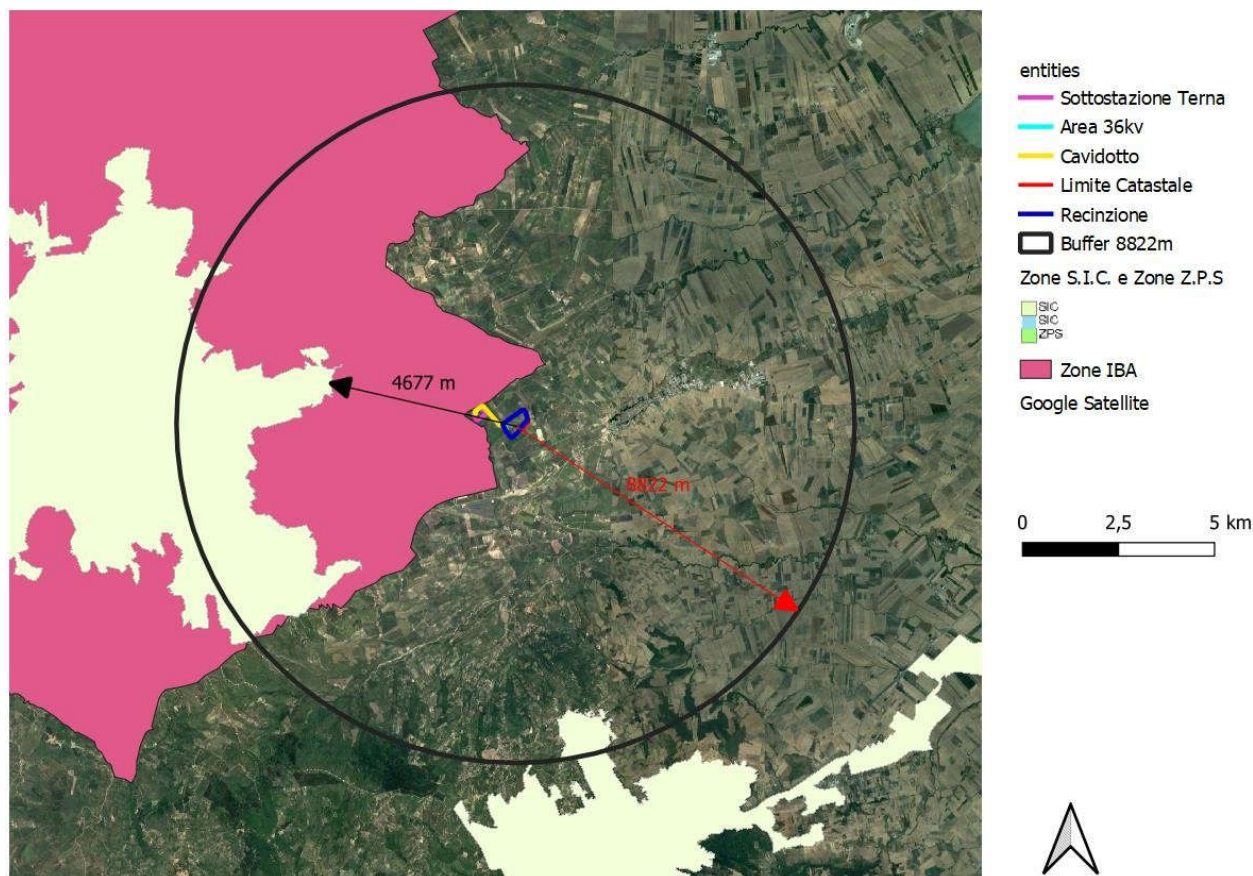 entities
Sottostazione Terna
Area 36kv
Cavidotto
Limite Catastale
Recinzione
Buffer 8822m
Zone S.I.C. e Zone Z.P.S
SIC
SIC
ZPS
Zone IBA
Google Satellite
4677 m
8822 m
0 2,5 5 km